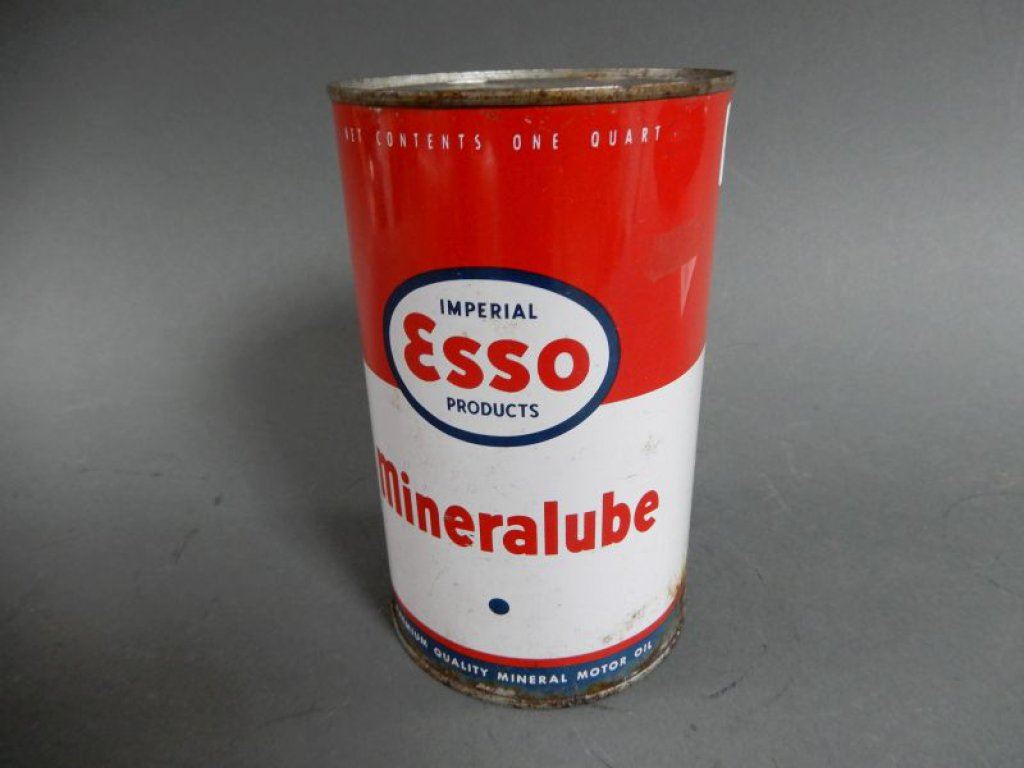 NET CONTENTS ONE QUART
IMPERIAL
Esso
PRODUCTS
Mineralube
QUALITY MINERAL MOTOR OIL